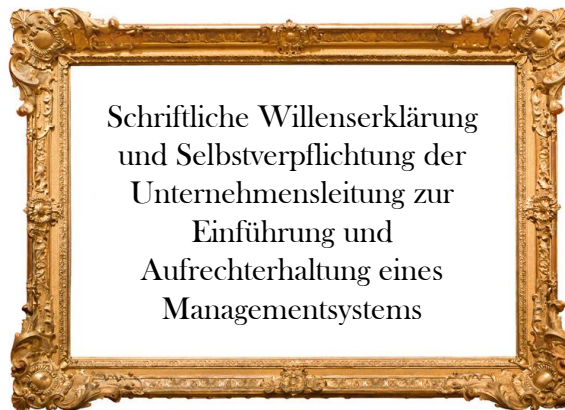 Schriftliche Willenserklärung
und Selbstverpflichtung der
Unternehmensleitung zur
Einführung und
Aufrechterhaltung eines
Managementsystems